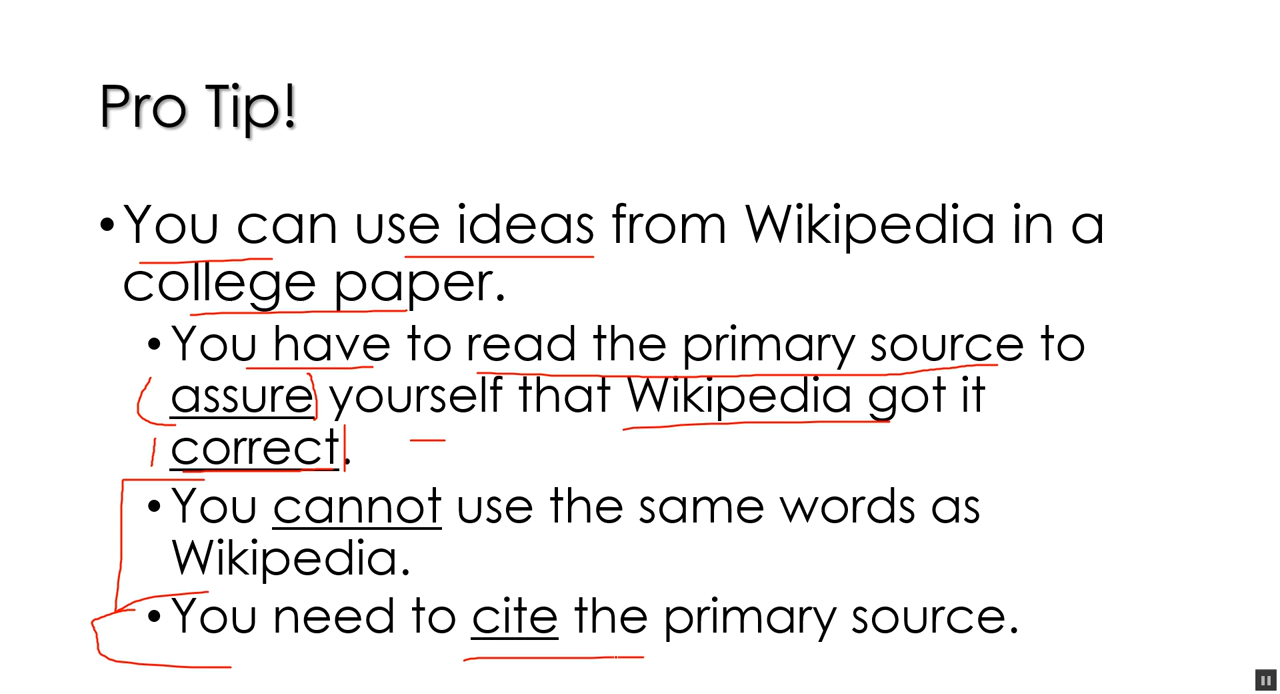 Pro Tip!
•You can use ideas from Wikipedia in a
college paper.
•You have to read the primary source to
assure yourself that Wikipedia got it
correct.
•You cannot use the same words as
Wikipedia.
•You need to cite the primary source.